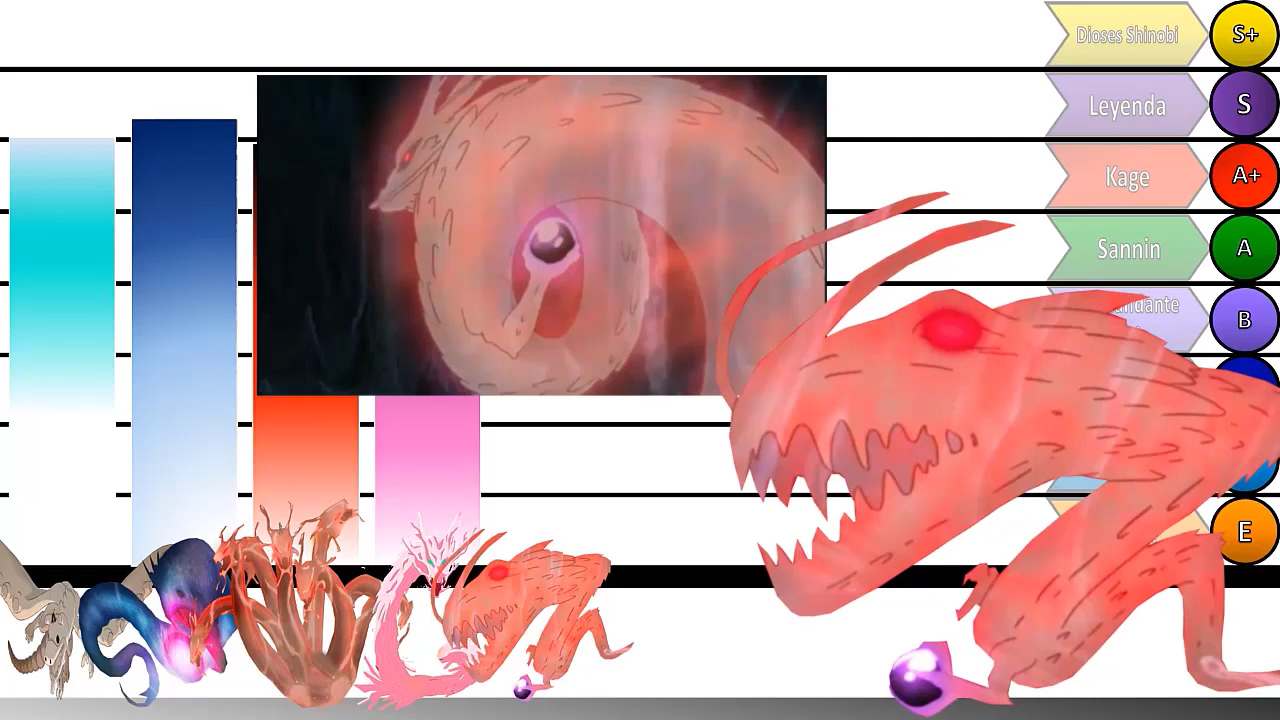 Dioses Shinobi S+
Leyenda S
Kage A+
Sannin A
B
E